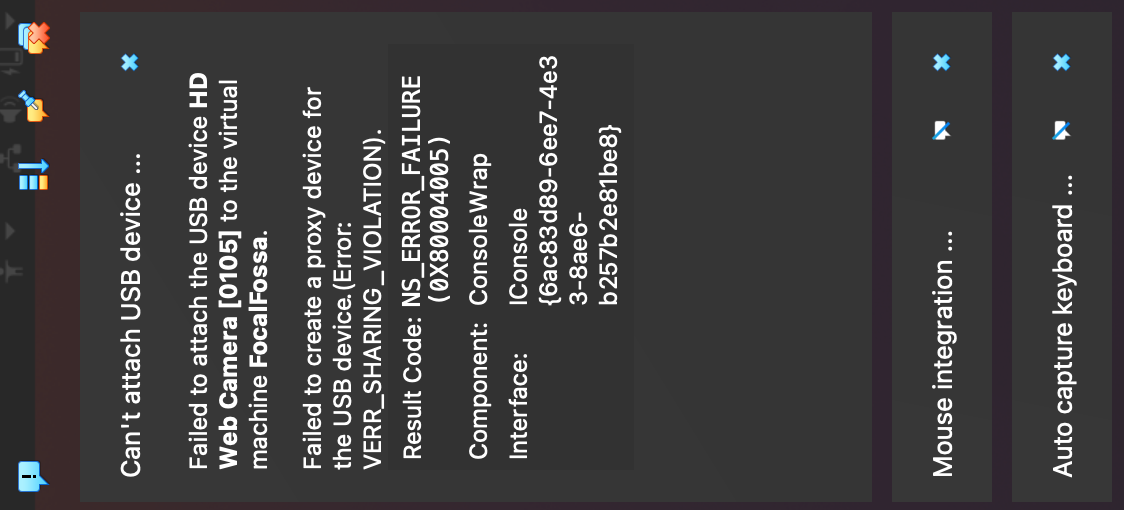 Can't attach USB device ...
Failed to attach the USB device HD
Web Camera [0105] to the virtual
machine FocalFossa.
Failed to create a proxy device for
the USB device.(Error:
VERR_SHARING_VIOLATION).
Result Code: NS_ERROR_FAILURE
(0X80004005)
Component: ConsoleWrap
Interface: IConsole
{6ac83d89-6ee7-4e3
3-8ae6-
b257b2e81be8}
Mouse integration ...
Auto capture keyboard ...